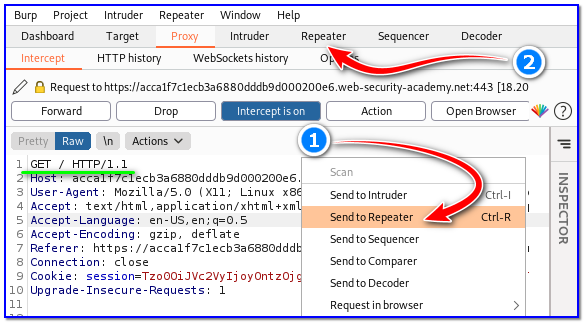 Burp Project Intruder Repeater Window Help
Dashboard Target Proxy Intruder Repeater Sequencer Decoder
Intercept HTTP history WebSockets history
2
Request to https://acca1f7c1ecb3a6880dddb9d000200e6.web-security-academy.net:443 [18.20
Forward Drop Intercept is on Action Open Browser
Pretty Raw \n Actions
1
INSPECTOR
1 GET / HTTP/1.1
2 Host: acca1f7c1ecb3a6880dddb9d000200e6.
3 User-Agent: Mozilla/5.0 (X11; Linux x86
4 Accept: text/html,application/xhtml+xml
5 Accept-Language: en-US,en;q=0.5
6 Accept-Encoding: gzip, deflate
7 Referer: https://acca1f7c1ecb3a6880dddb
8 Connection: close
9 Cookie: session=
10 Upgrade-Insecure-Requests: 1
11
Scan
Send to Intruder Ctrl-I
Send to Repeater Ctrl-R
Send to Sequencer
Send to Comparer
Send to Decoder
Request in browser